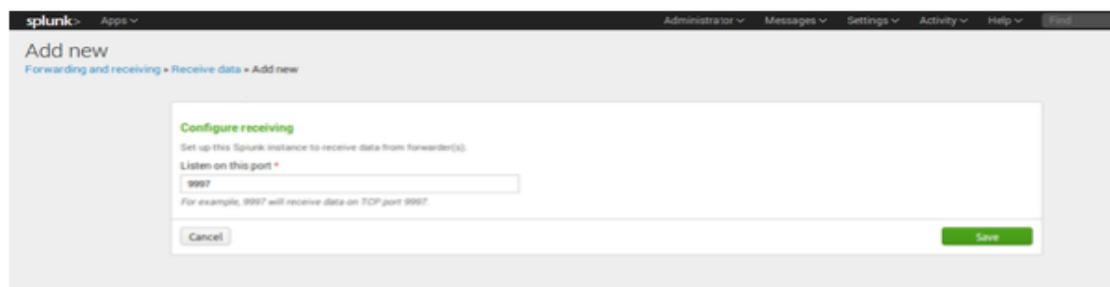 splunk> Apps Administrator Messages Settings Activity Help Find
Add new
Forwarding and receiving » Receive data » Add new
Configure receiving
Set up this Splunk instance to receive data from forwarder(s).
Listen on this port *
9997
For example, 9997 will receive data on TCP port 9997.
Cancel Save